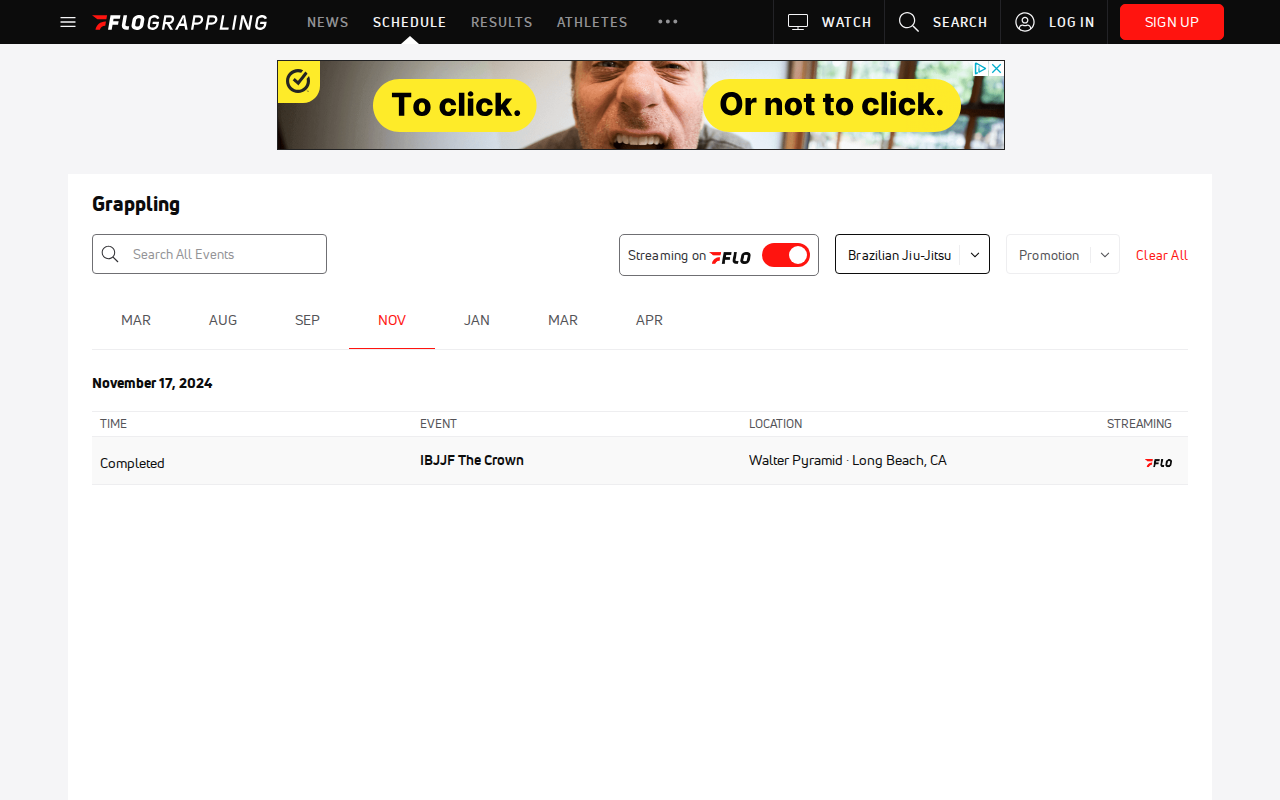 FLOGRAPPLING NEWS SCHEDULE RESULTS ATHLETES WATCH SEARCH LOG IN SIGN UP
To click. Or not to click.
Grappling
Search All Events Streaming on FLO Brazilian Jiu-Jitsu Promotion Clear All
MAR AUG SEP NOV JAN MAR APR
November 17, 2024
TIME EVENT LOCATION STREAMING
Completed IBJJF The Crown Walter Pyramid · Long Beach, CA FLO